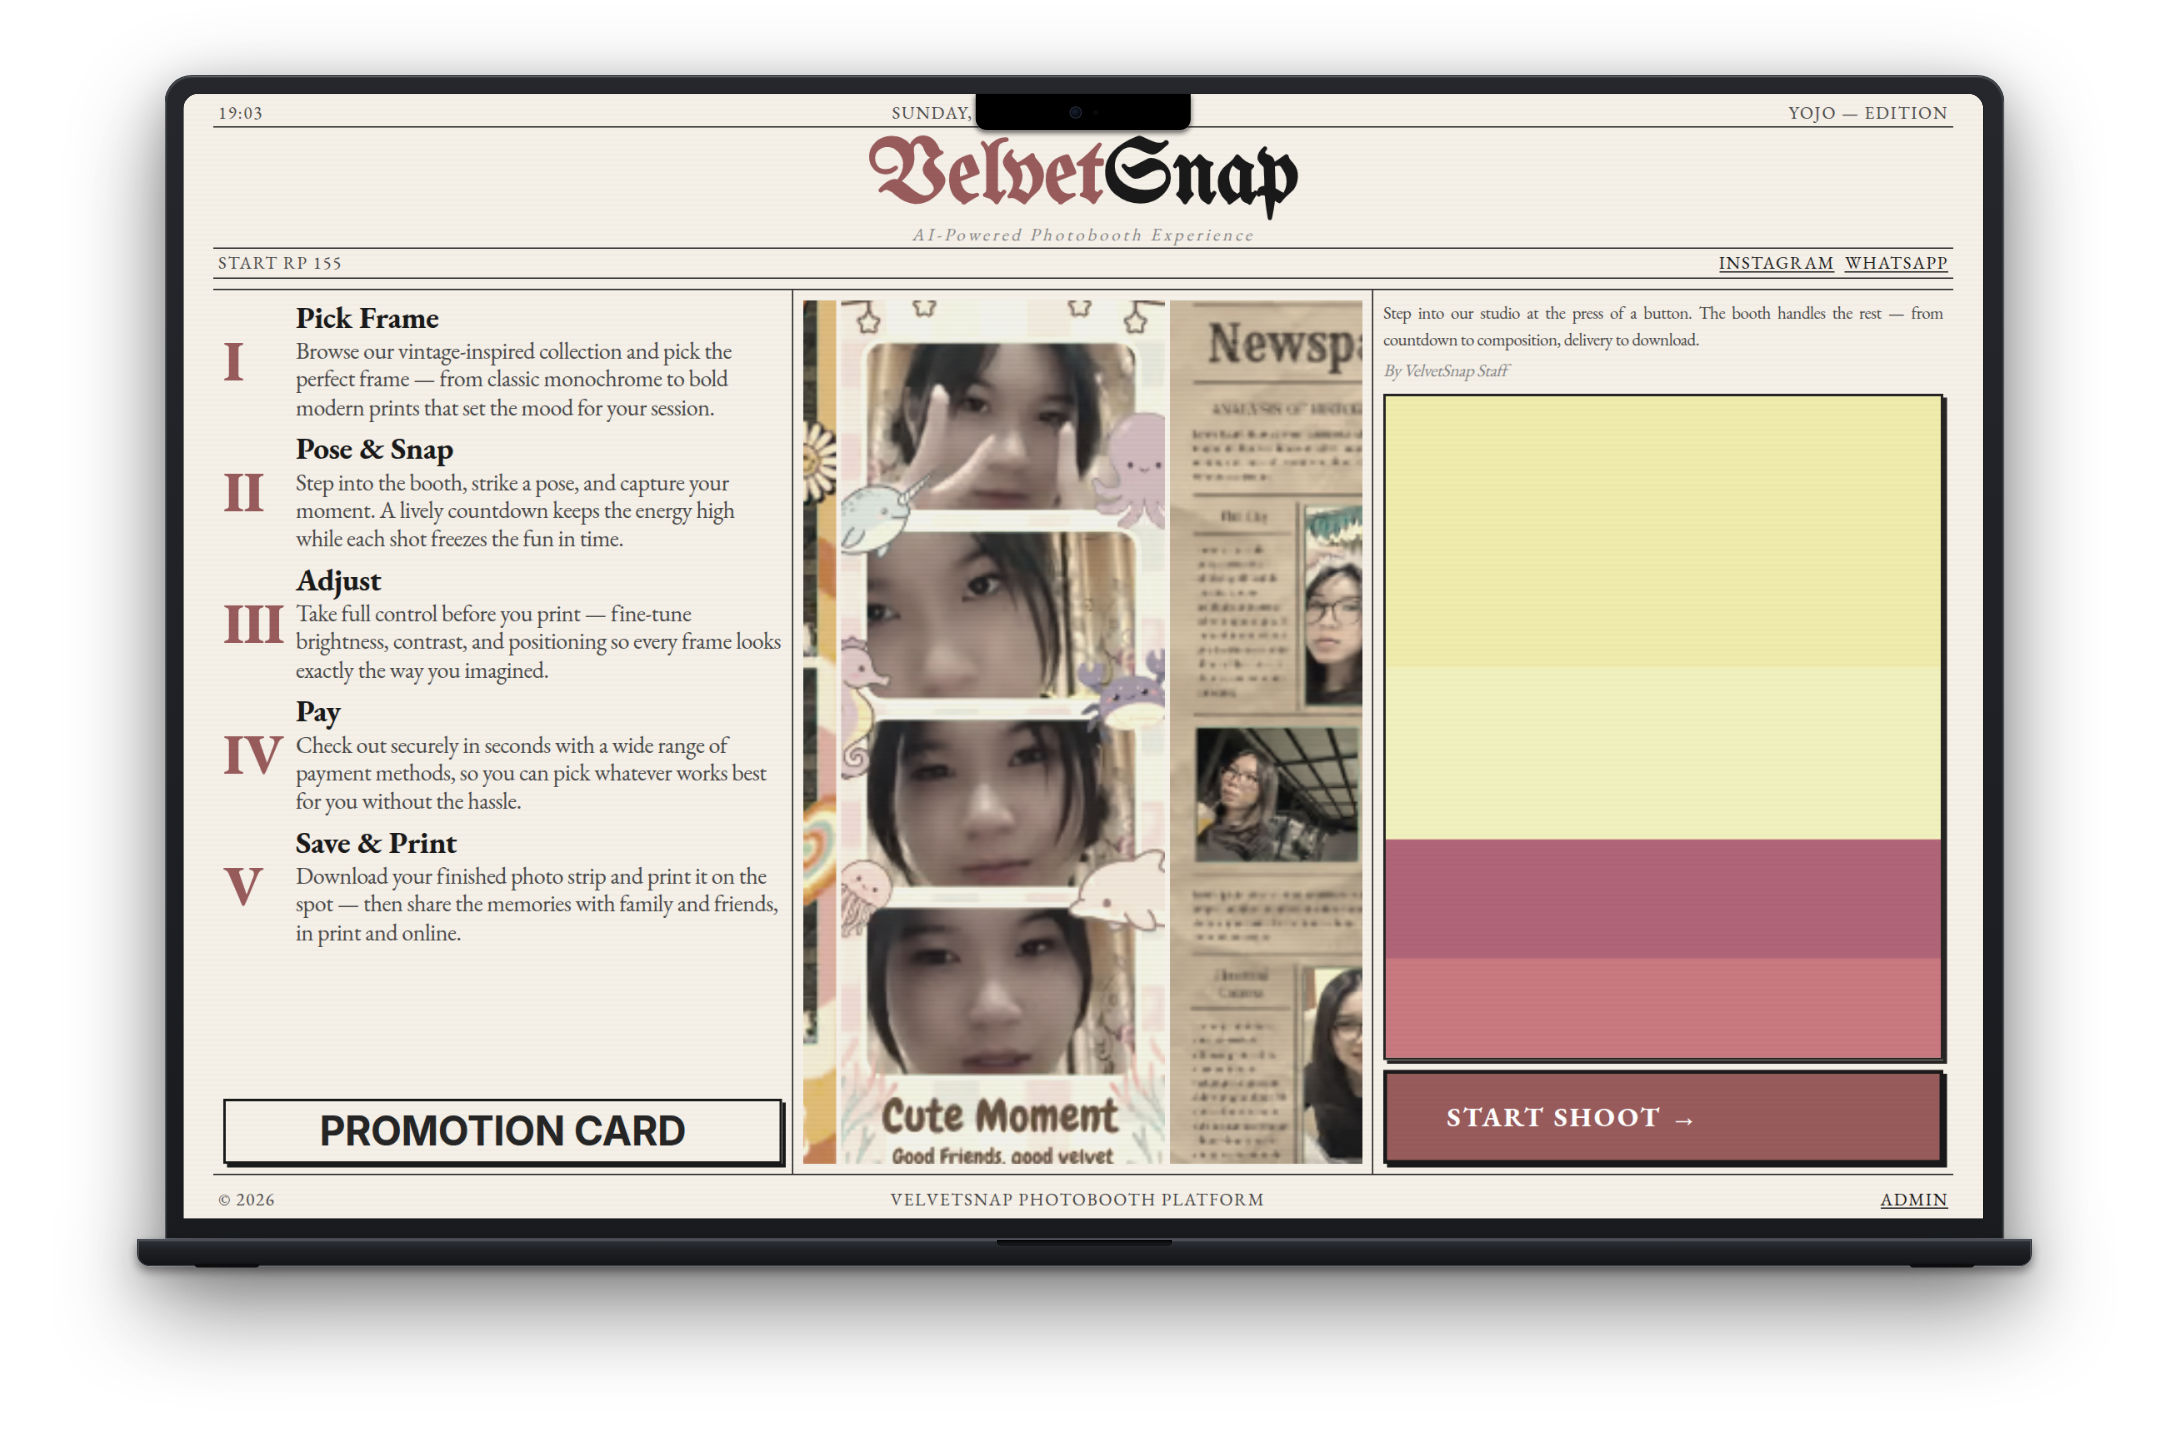 19:03
SUNDAY,
YOJO — EDITION
VelvetSnap
AI-Powered Photobooth Experience
START RP 155
INSTAGRAM WHATSAPP
Pick Frame
I
Browse our vintage-inspired collection and pick the
perfect frame — from classic monochrome to bold
modern prints that set the mood for your session.
Pose & Snap
II
Step into the booth, strike a pose, and capture your
moment. A lively countdown keeps the energy high
while each shot freezes the fun in time.
Adjust
III
Take full control before you print — fine-tune
brightness, contrast, and positioning so every frame looks
exactly the way you imagined.
Pay
IV
Check out securely in seconds with a wide range of
payment methods, so you can pick whatever works best
for you without the hassle.
Save & Print
V
Download your finished photo strip and print it on the
spot — then share the memories with family and friends,
in print and online.
PROMOTION CARD
Cute Moment
Good Friends, good velvet
Newspa
ANALYSIS OF
Step into our studio at the press of a button. The booth handles the rest — from
countdown to composition, delivery to download.
By VelvetSnap Staff
START SHOOT →
© 2026
VELVETSNAP PHOTOBOOTH PLATFORM
ADMIN